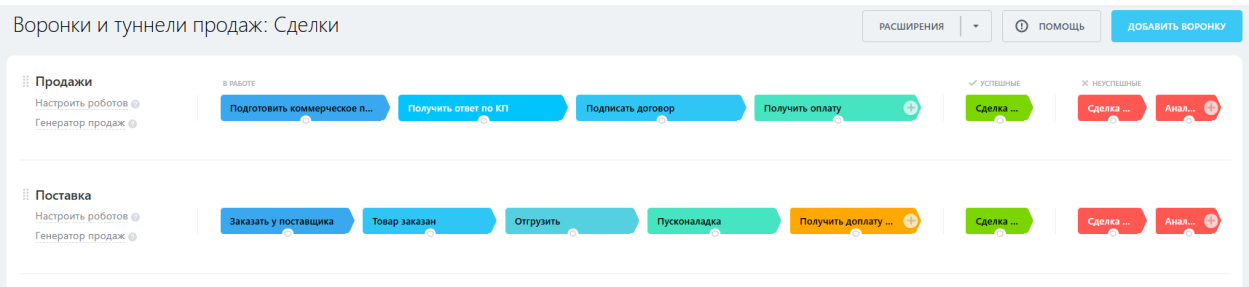 Воронки и туннели продаж: Сделки
РАСШИРЕНИЯ
ПОМОЩЬ
ДОБАВИТЬ ВОРОНКУ
Продажи
Настроить роботов
Генератор продаж
В РАБОТЕ
УСПЕШНЫЕ
НЕУСПЕШНЫЕ
Подготовить коммерческое п...
Получить ответ по КП
Подписать договор
Получить оплату
Сделка ...
Сделка ...
Анал...
Поставка
Настроить роботов
Генератор продаж
Заказать у поставщика
Товар заказан
Отгрузить
Пусконаладка
Получить доплату ...
Сделка ...
Сделка ...
Анал...